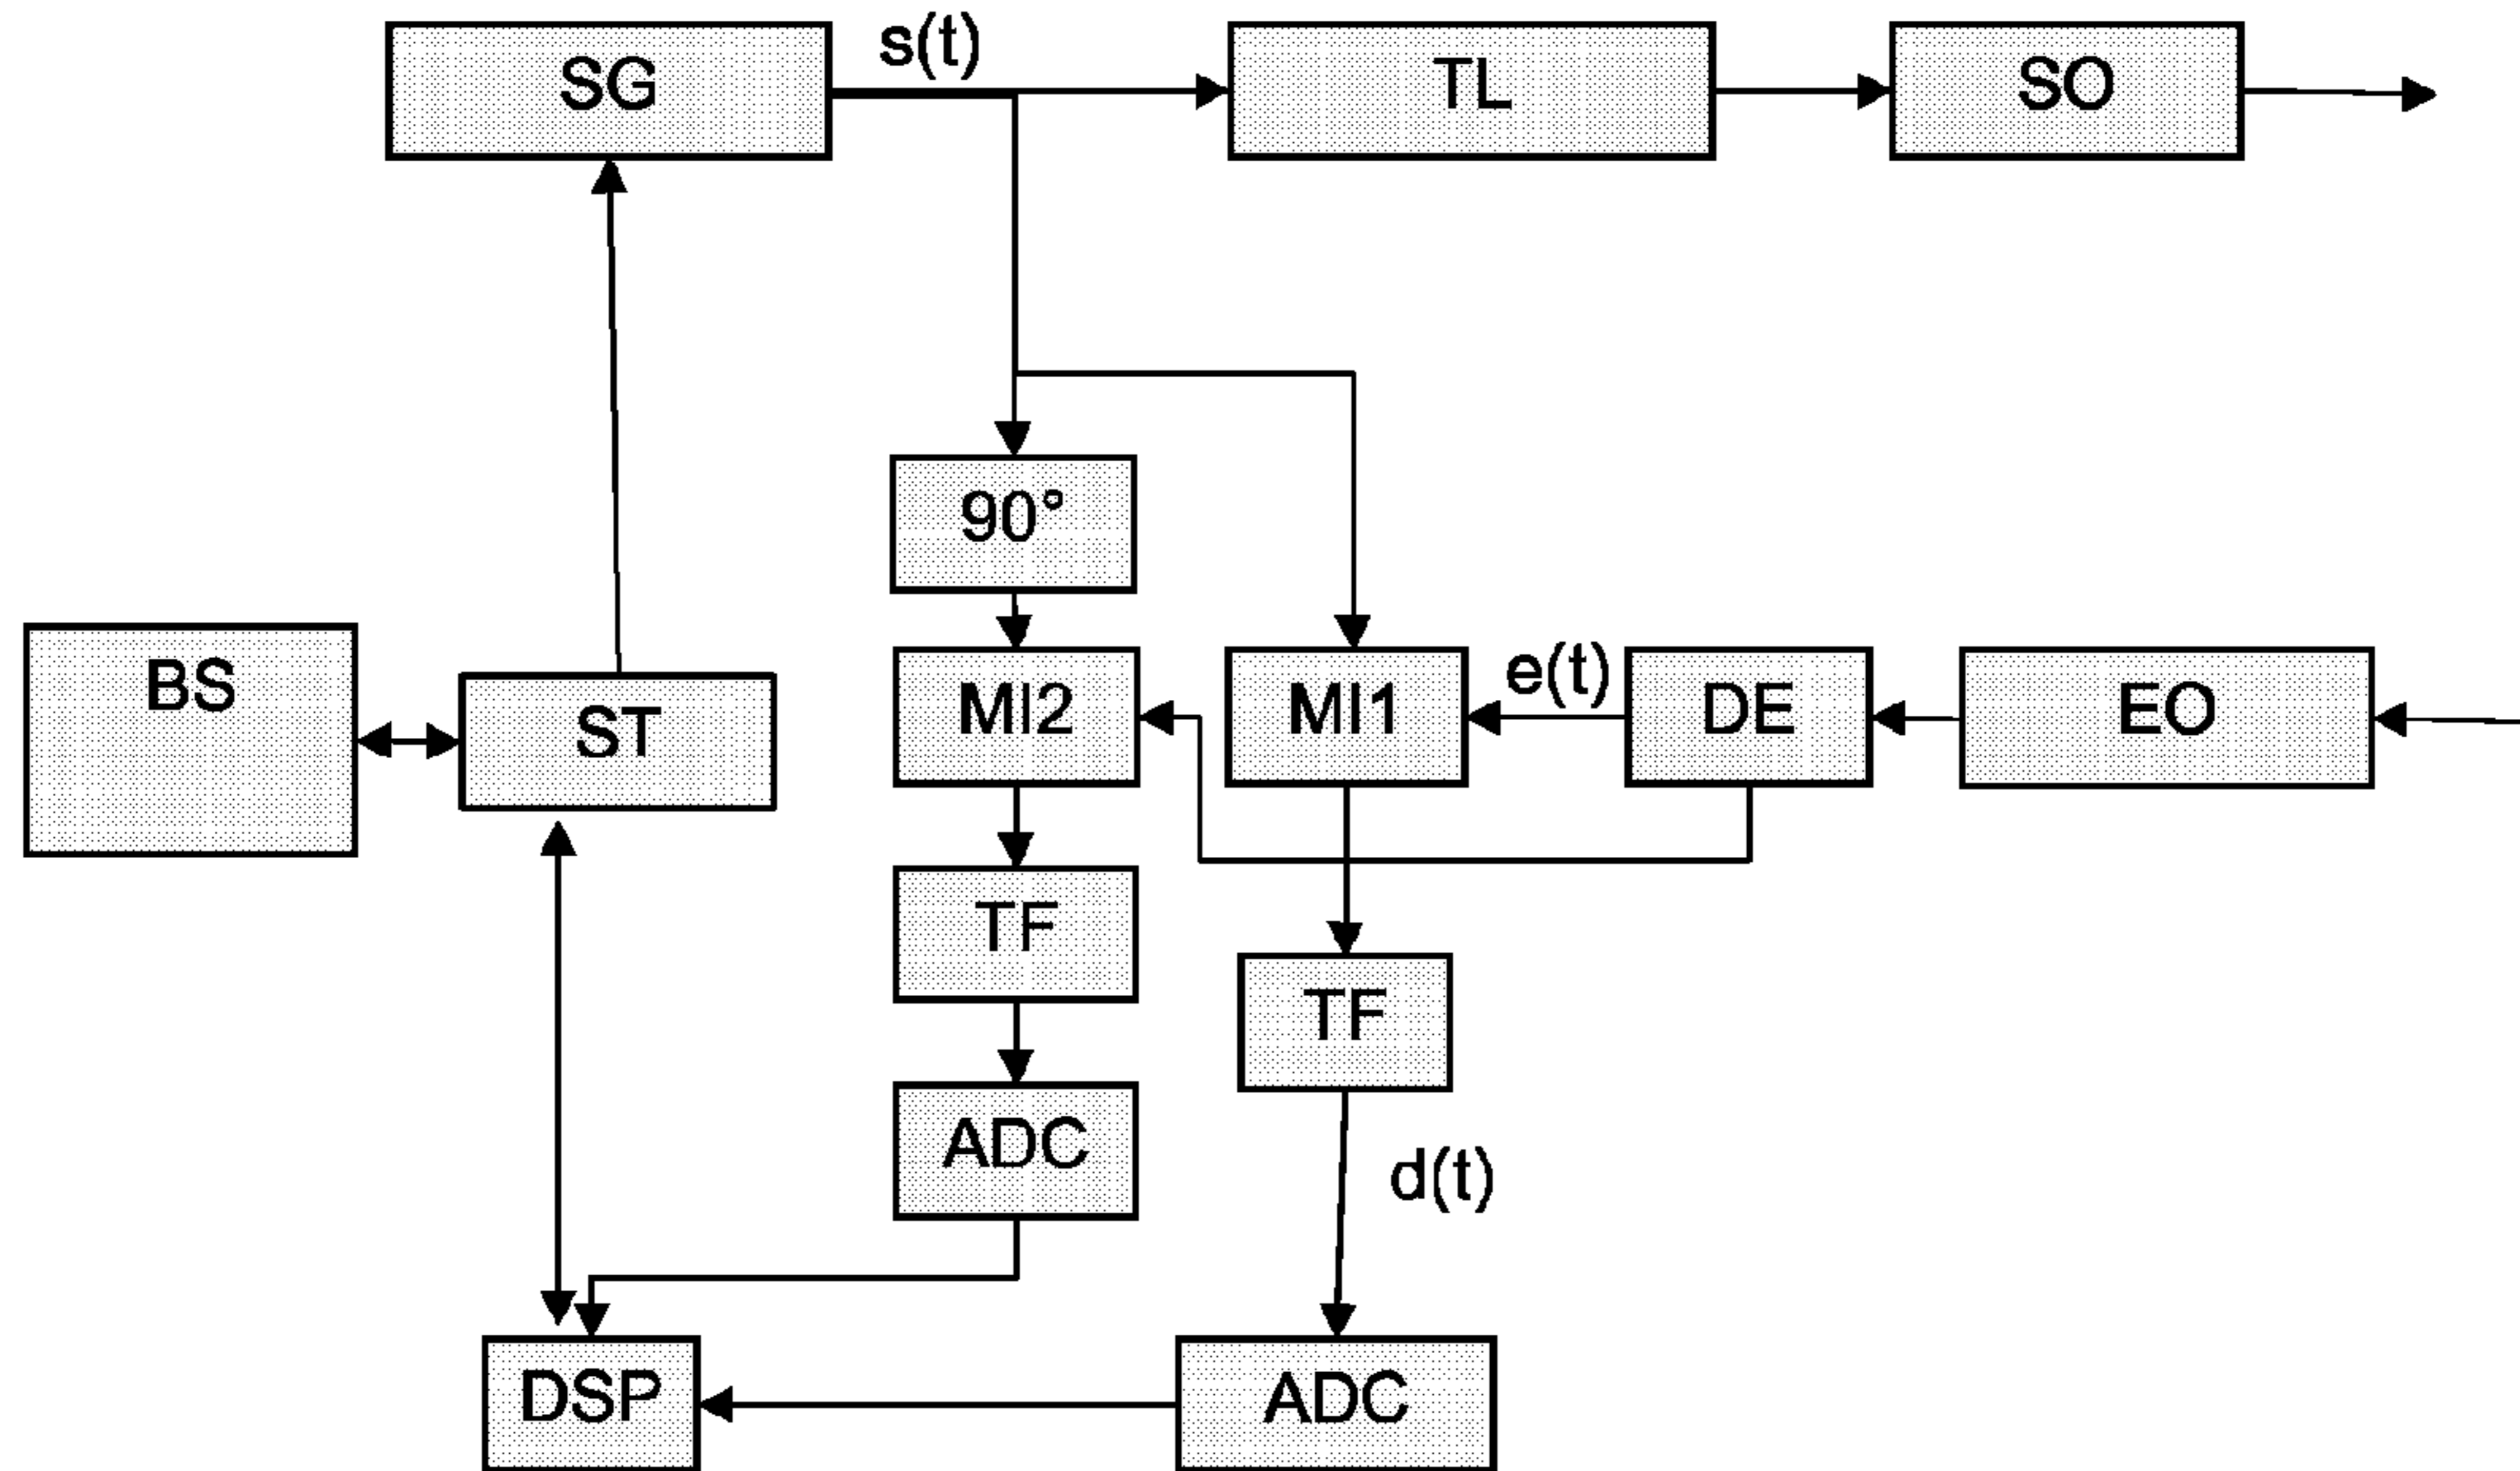 SG
s(t)
TL
SO
90°
BS
ST
MI2
MI1
e(t)
DE
EO
TF
TF
ADC
d(t)
DSP
ADC